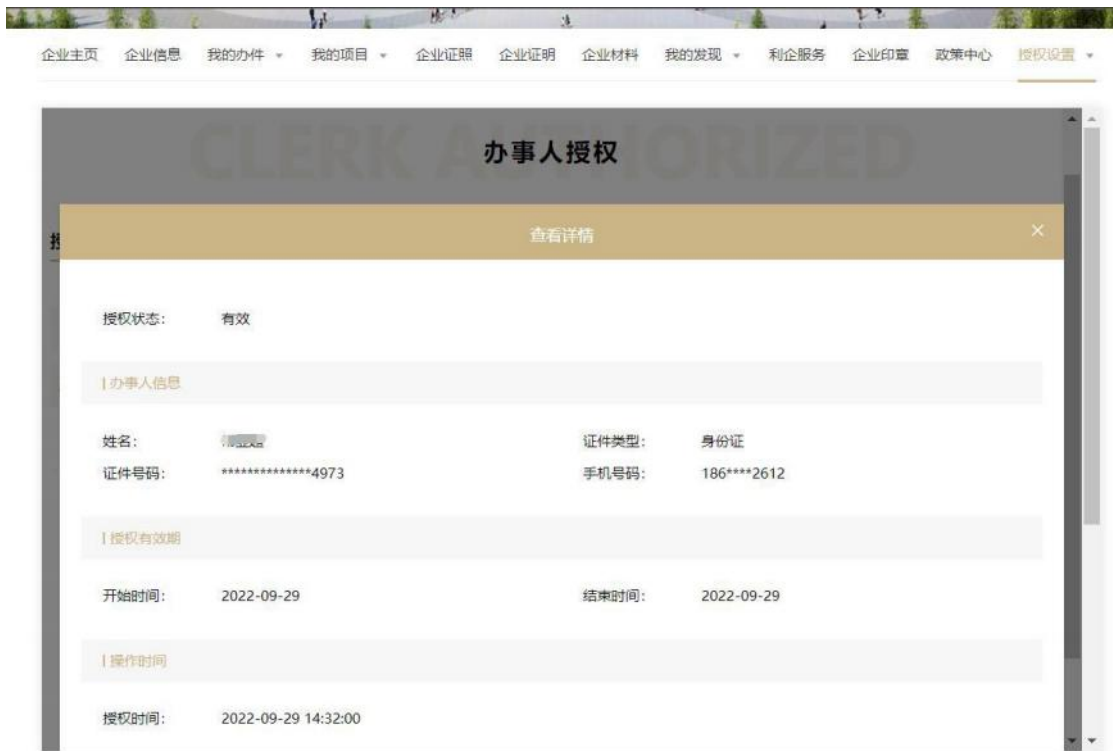 企业主页 企业信息 我的办件 我的项目 企业证照 企业证明 企业材料 我的发现 利企服务 企业印章 政策中心 授权设置
CLERK AUTHORIZED
办事人授权
查看详情
授权状态： 有效
办事人信息
姓名： 证件类型： 身份证
证件号码： **************4973 手机号码： 186****2612
授权有效期
开始时间： 2022-09-29 结束时间： 2022-09-29
操作时间
授权时间： 2022-09-29 14:32:00